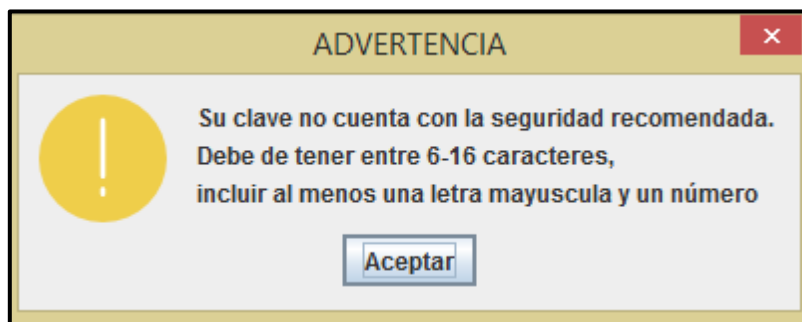 ADVERTENCIA
Su clave no cuenta con la seguridad recomendada.
Debe de tener entre 6-16 caracteres,
incluir al menos una letra mayuscula y un número
Aceptar